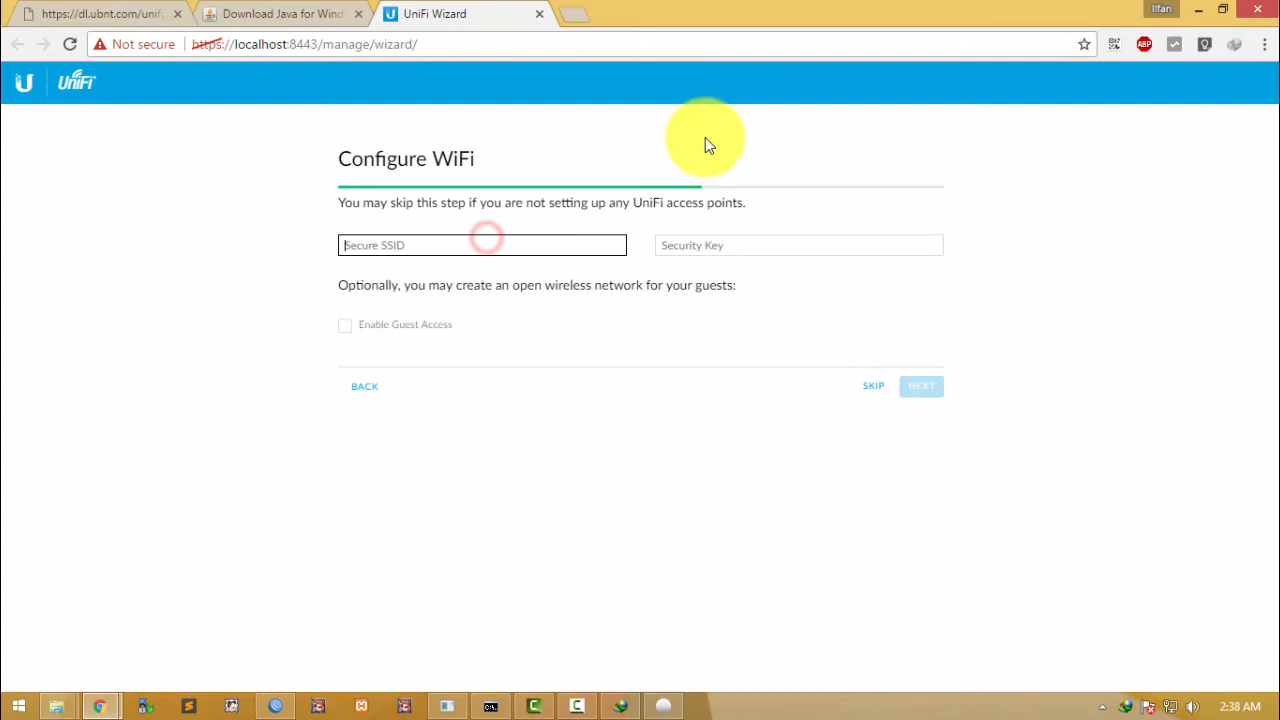 https://dl.ubnt.com/unifi
Download Java for Wind
UniFi Wizard
Ilfan
Not secure
https://localhost:8443/manage/wizard/
ABP
U
UniFi
Configure WiFi
You may skip this step if you are not setting up any UniFi access points.
Secure SSID
Security Key
Optionally, you may create an open wireless network for your guests:
Enable Guest Access
BACK
SKIP
NEXT
2:38 AM